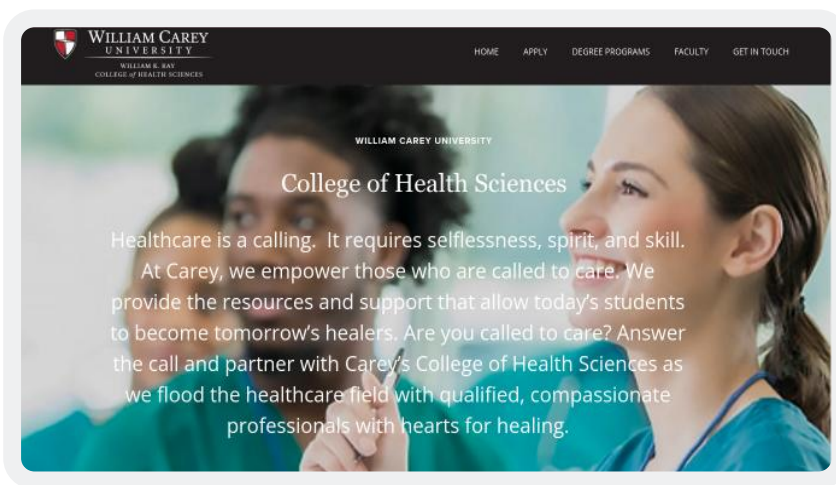 WILLIAM CAREY
UNIVERSITY
WILLIAM K. RAY
COLLEGE of HEALTH SCIENCES
HOME APPLY DEGREE PROGRAMS FACULTY GET IN TOUCH
WILLIAM CAREY UNIVERSITY
College of Health Sciences
Healthcare is a calling. It requires selflessness, spirit, and skill.
At Carey, we empower those who are called to care. We
provide the resources and support that allow today's students
to become tomorrow's healers. Are you called to care? Answer
the call and partner with Carey's College of Health Sciences as
we flood the healthcare field with qualified, compassionate
professionals with hearts for healing.